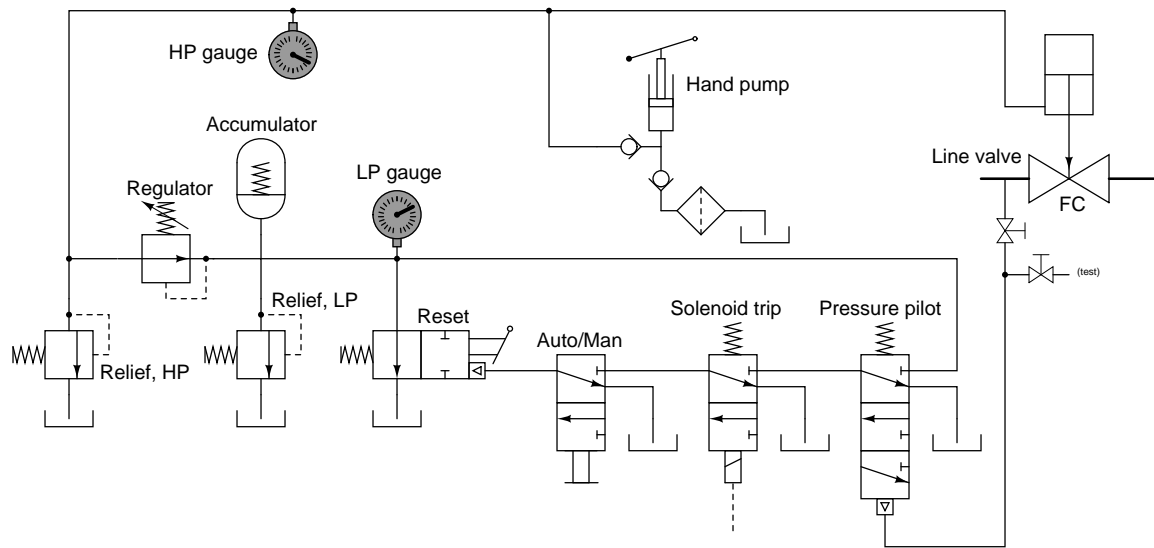 HP gauge
Hand pump
Accumulator
LP gauge
Line valve
Regulator
FC
(test)
Relief, LP
Reset
Solenoid trip
Pressure pilot
Auto/Man
Relief, HP